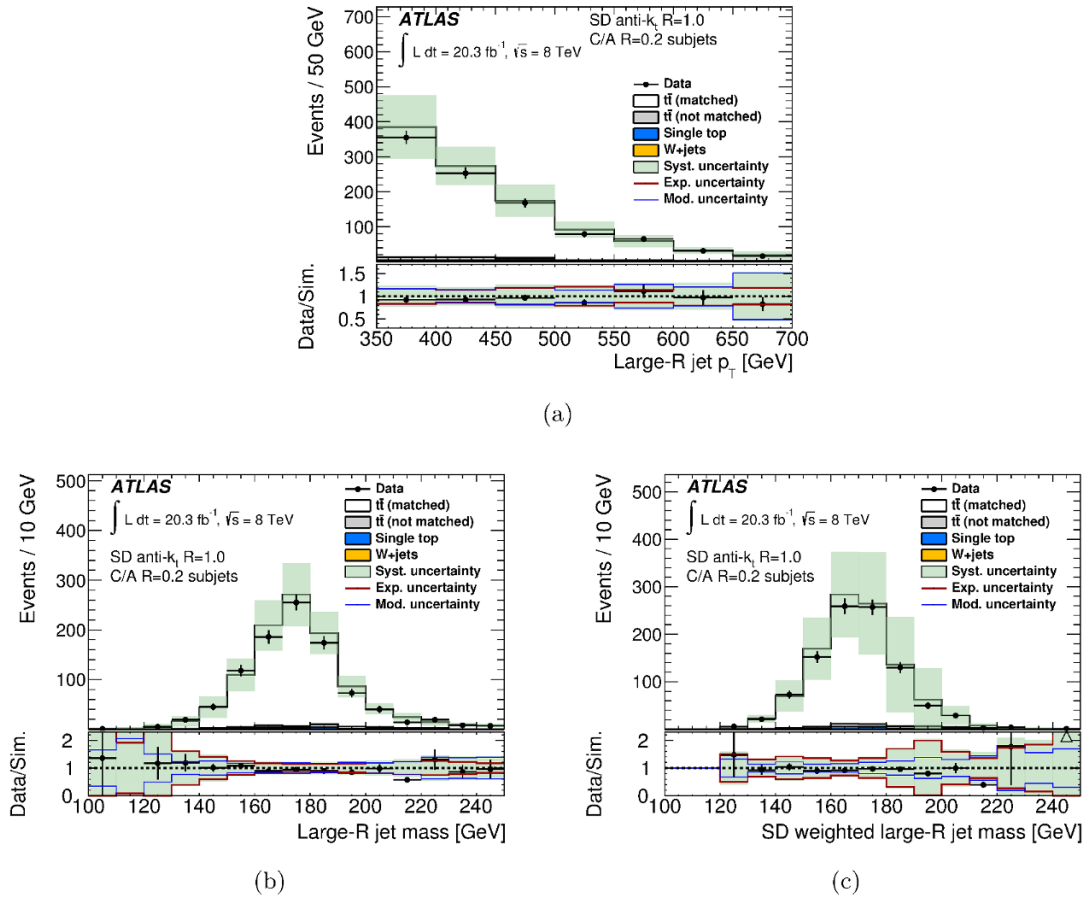 ATLAS
∫ L dt = 20.3 fb⁻¹, √s = 8 TeV
SD anti-kₜ R=1.0
C/A R=0.2 subjets
Data
tt̄ (matched)
tt̄ (not matched)
Single top
W+jets
Syst. uncertainty
Exp. uncertainty
Mod. uncertainty
Events / 50 GeV
700
600
500
400
300
200
100
Data/Sim.
1.5
1
0.5
350 400 450 500 550 600 650 700
Large-R jet p_T [GeV]
(a)
ATLAS
∫ L dt = 20.3 fb⁻¹, √s = 8 TeV
SD anti-kₜ R=1.0
C/A R=0.2 subjets
Data
tt̄ (matched)
tt̄ (not matched)
Single top
W+jets
Syst. uncertainty
Exp. uncertainty
Mod. uncertainty
Events / 10 GeV
500
400
300
200
100
Data/Sim.
2
1
0
100 120 140 160 180 200 220 240
Large-R jet mass [GeV]
(b)
ATLAS
∫ L dt = 20.3 fb⁻¹, √s = 8 TeV
SD anti-kₜ R=1.0
C/A R=0.2 subjets
Data
tt̄ (matched)
tt̄ (not matched)
Single top
W+jets
Syst. uncertainty
Exp. uncertainty
Mod. uncertainty
Events / 10 GeV
500
400
300
200
100
Data/Sim.
2
1
0
100 120 140 160 180 200 220 240
SD weighted large-R jet mass [GeV]
(c)